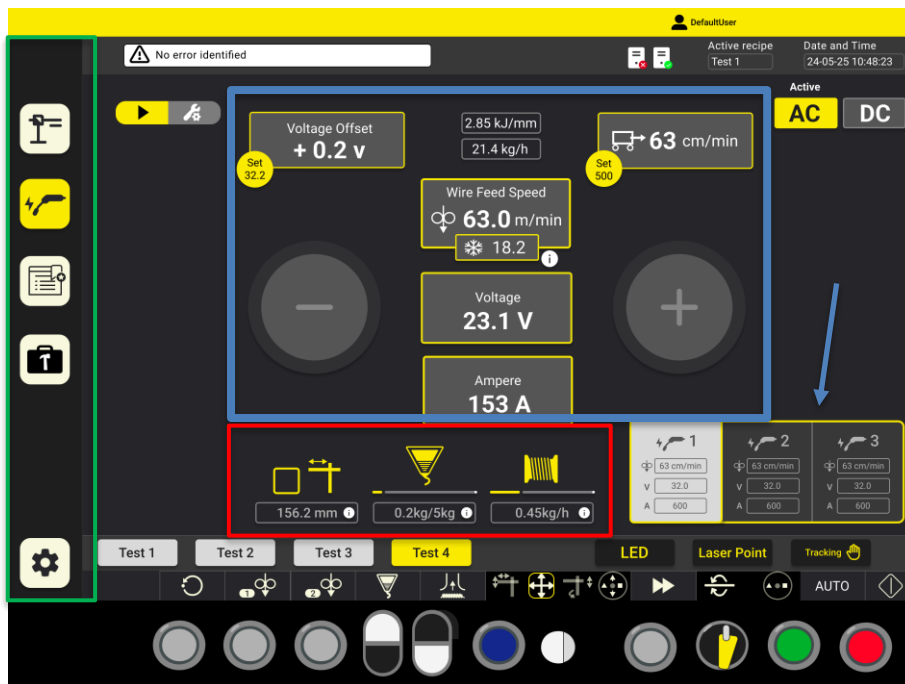 DefaultUser
No error identified
Active recipe
Test 1
Date and Time
24-05-25 10:48:23
Active
AC DC
Voltage Offset
+ 0.2 v
Set
32.2
2.85 kJ/mm
21.4 kg/h
63 cm/min
Set
500
Wire Feed Speed
63.0 m/min
18.2
i
Voltage
23.1 V
Ampere
153 A
156.2 mm i
0.2kg/5kg i
0.45kg/h i
1
63 cm/min
V 32.0
A 600
2
63 cm/min
V 32.0
A 600
3
63 cm/min
V 32.0
A 600
Test 1 Test 2 Test 3 Test 4 LED Laser Point Tracking
1 2 AUTO